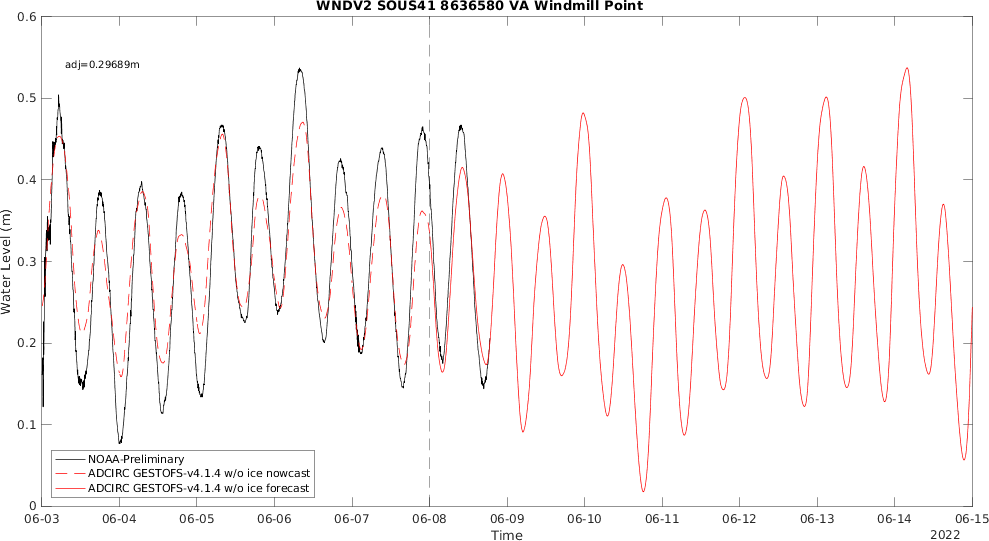 WNDV2 SOUS41 8636580 VA Windmill Point
0.6
adj=0.29689m
0.5
0.4
0.3
0.2
0.1
0
Water Level (m)
NOAA-Preliminary
ADCIRC GESTOFS-v4.1.4 w/o ice nowcast
ADCIRC GESTOFS-v4.1.4 w/o ice forecast
06-03 06-04 06-05 06-06 06-07 06-08 06-09 06-10 06-11 06-12 06-13 06-14 06-15
Time
2022